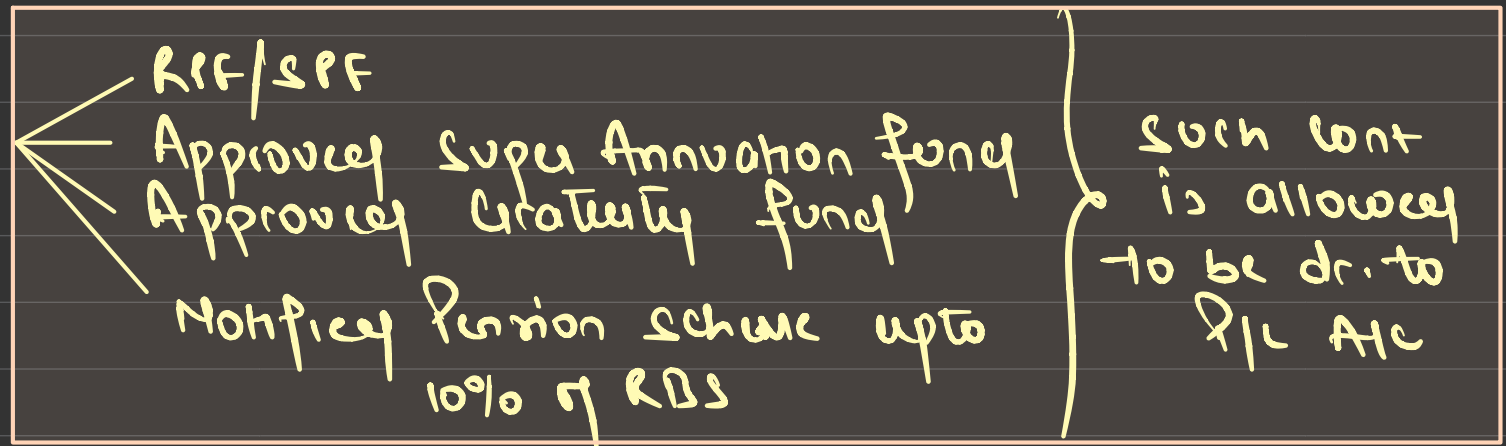 RPF/SPF
Approved Super Annuation fund
Approved Gratuity fund
Notified Pension scheme upto
10% of RBS
Such cont
is allowed
to be dr. to
P/L A/C